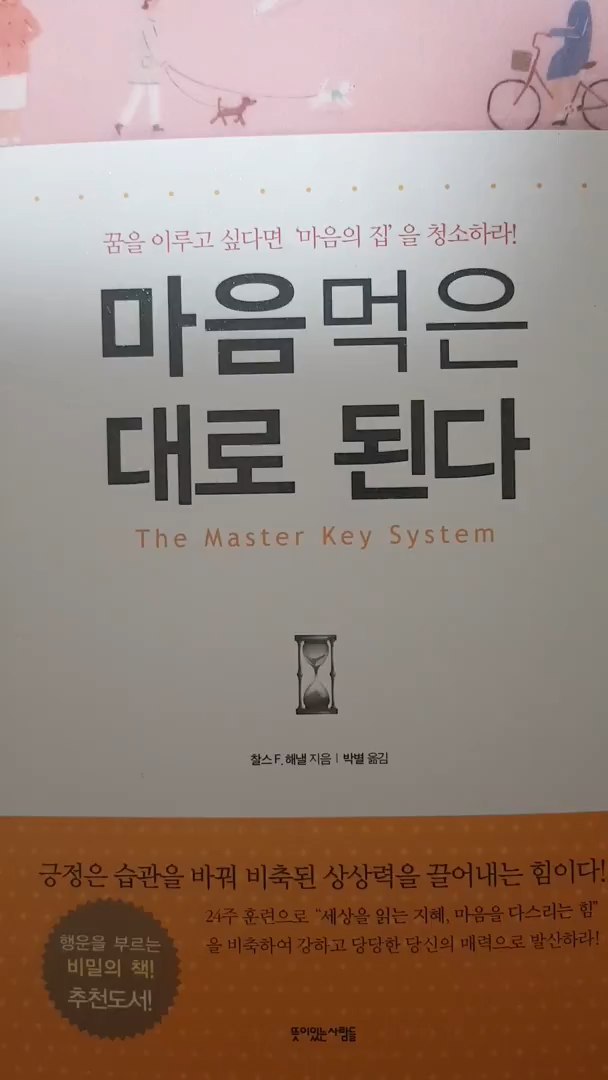 꿈을 이루고 싶다면 '마음의 집'을 청소하라!
마음먹은
대로 된다
The Master Key System
찰스 F. 해낼 지음 | 박별 옮김
긍정은 습관을 바꿔 비축된 상상력을 끌어내는 힘이다!
24주 훈련으로 "세상을 읽는 지혜, 마음을 다스리는 힘"
을 비축하여 강하고 당당한 당신의 매력으로 발산하라!
행운을 부르는
비밀의 책!
추천도서!
뜻이있는사람들